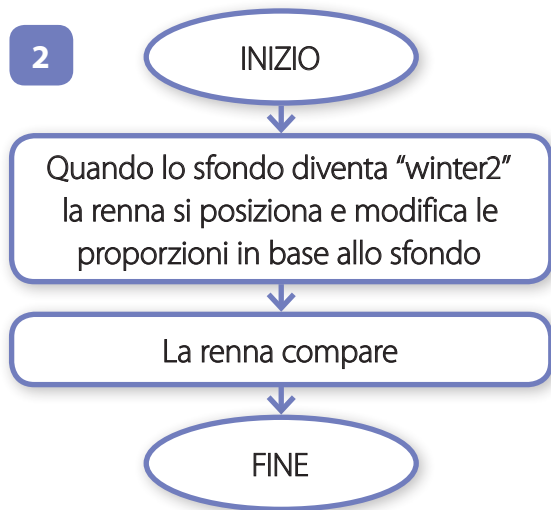 2
INIZIO
Quando lo sfondo diventa “winter2”
la renna si posiziona e modifica le
proporzioni in base allo sfondo
La renna compare
FINE